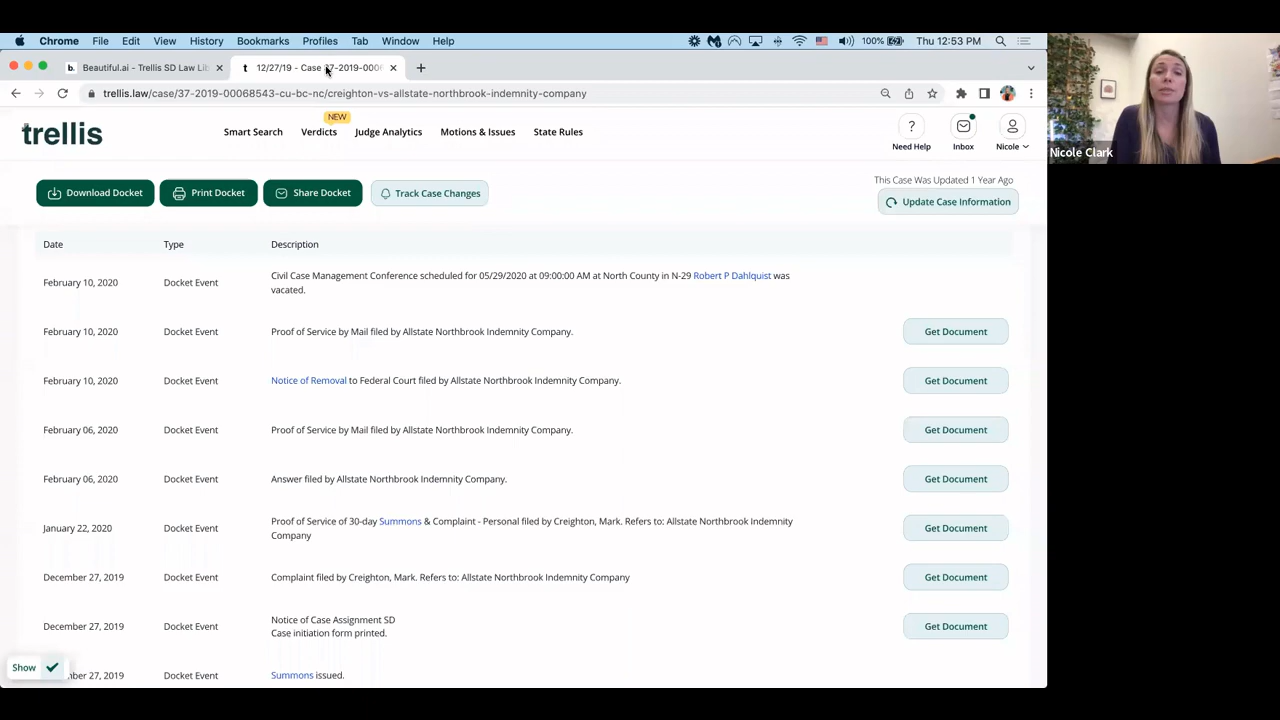 Chrome File Edit View History Bookmarks Profiles Tab Window Help 100% Thu 12:53 PM
b. Beautiful.ai - Trellis SD Law Lib t 12/27/19 - Case 37-2019-0006
trellis.law/case/37-2019-00068543-cu-bc-nc/creighton-vs-allstate-northbrook-indemnity-company
NEW
trellis Smart Search Verdicts Judge Analytics Motions & Issues State Rules ? Need Help Inbox Nicole
Nicole Clark
This Case Was Updated 1 Year Ago
Download Docket Print Docket Share Docket Track Case Changes Update Case Information
Date Type Description
February 10, 2020 Docket Event Civil Case Management Conference scheduled for 05/29/2020 at 09:00:00 AM at North County in N-29 Robert P Dahlquist was
vacated.
February 10, 2020 Docket Event Proof of Service by Mail filed by Allstate Northbrook Indemnity Company. Get Document
February 10, 2020 Docket Event Notice of Removal to Federal Court filed by Allstate Northbrook Indemnity Company. Get Document
February 06, 2020 Docket Event Proof of Service by Mail filed by Allstate Northbrook Indemnity Company. Get Document
February 06, 2020 Docket Event Answer filed by Allstate Northbrook Indemnity Company. Get Document
January 22, 2020 Docket Event Proof of Service of 30-day Summons & Complaint - Personal filed by Creighton, Mark. Refers to: Allstate Northbrook Indemnity
Company Get Document
December 27, 2019 Docket Event Complaint filed by Creighton, Mark. Refers to: Allstate Northbrook Indemnity Company Get Document
December 27, 2019 Docket Event Notice of Case Assignment SD
Case initiation form printed. Get Document
Show mber 27, 2019 Docket Event Summons issued.